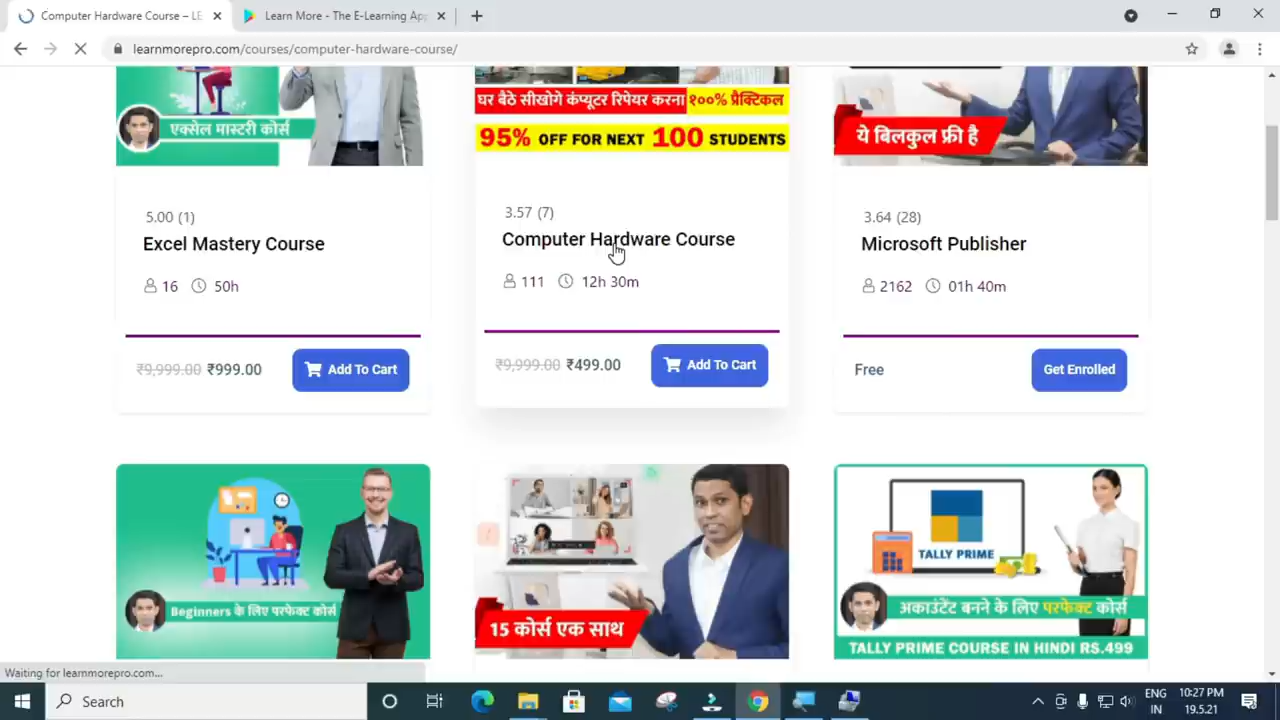 Computer Hardware Course – LE
Learn More - The E-Learning App
learnmorepro.com/courses/computer-hardware-course/
एक्सेल मास्टरी कोर्स
घर बैठे सीखोगे कंप्यूटर रिपेयर करना १००% प्रैक्टिकल
95% OFF FOR NEXT 100 STUDENTS
ये बिलकुल फ्री है
5.00 (1)
Excel Mastery Course
16 50h
₹9,999.00 ₹999.00 Add To Cart
3.57 (7)
Computer Hardware Course
111 12h 30m
₹9,999.00 ₹499.00 Add To Cart
3.64 (28)
Microsoft Publisher
2162 01h 40m
Free Get Enrolled
Beginners के लिए परफेक्ट कोर्स
15 कोर्स एक साथ
TALLY PRIME
अकाउंटेंट बनने के लिए परफेक्ट कोर्स
TALLY PRIME COURSE IN HINDI RS.499
Waiting for learnmorepro.com...
Search
ENG
IN
10:27 PM
19.5.21